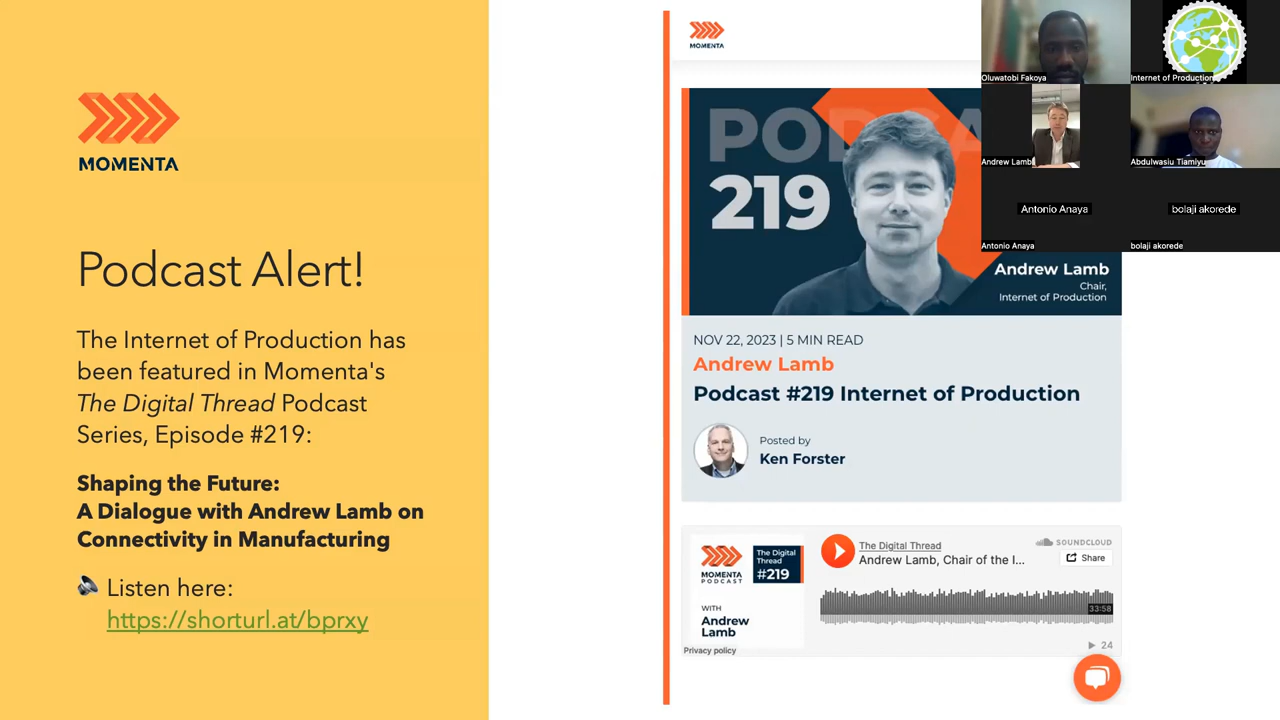 MOMENTA
Podcast Alert!
The Internet of Production has
been featured in Momenta's
The Digital Thread Podcast
Series, Episode #219:
Shaping the Future:
A Dialogue with Andrew Lamb on
Connectivity in Manufacturing
Listen here:
https://shorturl.at/bprxy
MOMENTA
PODCA
219
Andrew Lamb
Chair,
Internet of Production
NOV 22, 2023 | 5 MIN READ
Andrew Lamb
Podcast #219 Internet of Production
Posted by
Ken Forster
MOMENTA
PODCAST
The Digital
Thread
#219
WITH
Andrew
Lamb
Privacy policy
The Digital Thread
Andrew Lamb, Chair of the I...
SOUNDCLOUD
Share
33:58
24
Oluwatobi Fakoya
Internet of Production
Andrew Lamb
Abdulwasiu Tiamiyu
Antonio Anaya
bolaji akorede
Antonio Anaya
bolaji akorede